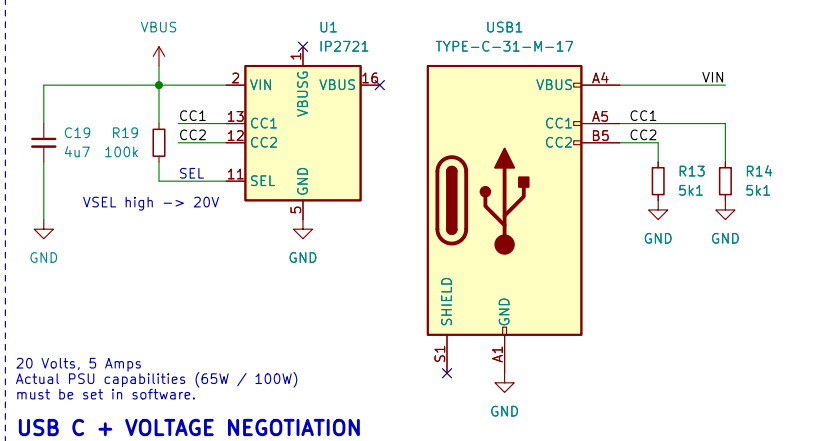 VBUS
U1
IP2721
USB1
TYPE-C-31-M-17
1
2
VIN
VBUSG
VBUS
16
VBUS
A4
VIN
CC1
13
CC1
CC1
A5
CC1
C19
4u7
R19
100k
CC2
12
CC2
CC2
B5
CC2
SEL
11
SEL
GND
R13
5k1
R14
5k1
VSEL high -> 20V
5
GND
GND
GND
GND
SHIELD
GND
S1
A1
GND
20 Volts, 5 Amps
Actual PSU capabilities (65W / 100W)
must be set in software.
USB C + VOLTAGE NEGOTIATION